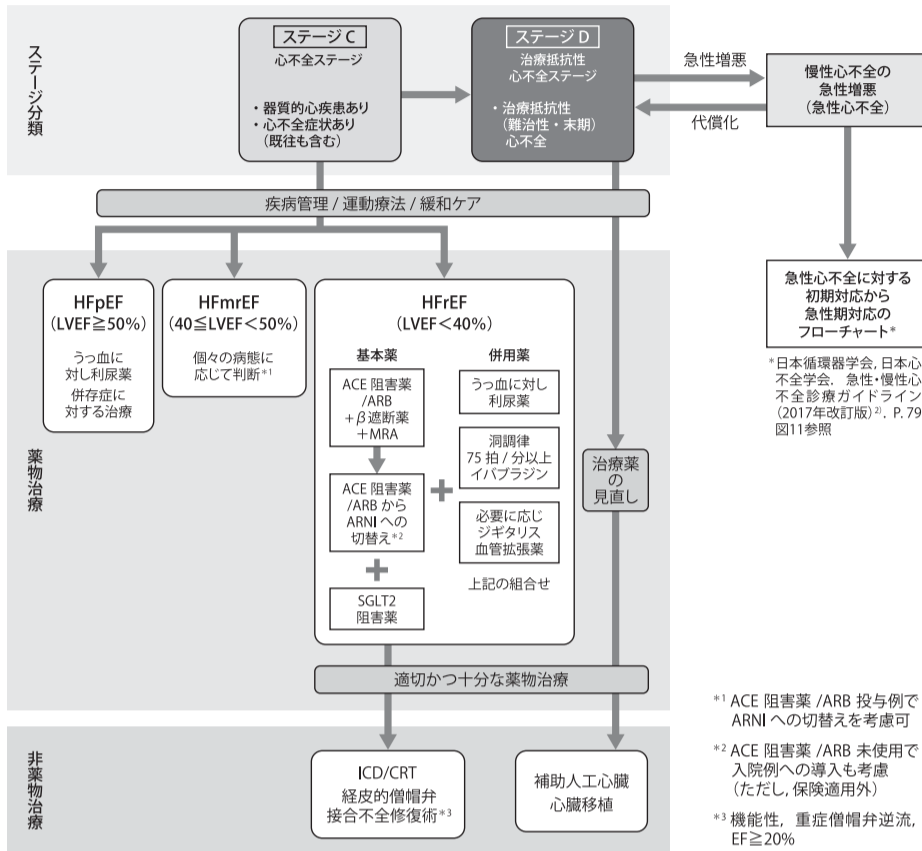 ステージ分類
ステージ C
心不全ステージ
・器質的心疾患あり
・心不全症状あり
(既往も含む)
ステージ D
治療抵抗性
心不全ステージ
・治療抵抗性
(難治性・末期)
心不全
急性増悪
代償化
慢性心不全の
急性増悪
(急性心不全)
疾病管理 / 運動療法 / 緩和ケア
薬物治療
HFpEF
(LVEF≧50%)
うっ血に
対し利尿薬
併存症に
対する治療
HFmrEF
(40≦LVEF<50%)
個々の病態に
応じて判断*1
HFrEF
(LVEF<40%)
基本薬
ACE 阻害薬
/ARB
+β遮断薬
+MRA
ACE 阻害薬
/ARB から
ARNI への
切替え*2
+
SGLT2
阻害薬
+
併用薬
うっ血に対し
利尿薬
洞調律
75 拍 / 分以上
イバブラジン
必要に応じ
ジギタリス
血管拡張薬
上記の組合せ
治療薬
の
見直し
急性心不全に対する
初期対応から
急性期対応の
フローチャート*
*日本循環器学会, 日本心
不全学会. 急性・慢性心
不全診療ガイドライン
(2017年改訂版)2). P. 79
図11参照
適切かつ十分な薬物治療
非薬物治療
ICD/CRT
経皮的僧帽弁
接合不全修復術*3
補助人工心臓
心臓移植
*1 ACE 阻害薬 /ARB 投与例で
ARNI への切替えを考慮可
*2 ACE 阻害薬 /ARB 未使用で
入院例への導入も考慮
(ただし, 保険適用外)
*3 機能性, 重症僧帽弁逆流,
EF≧20%